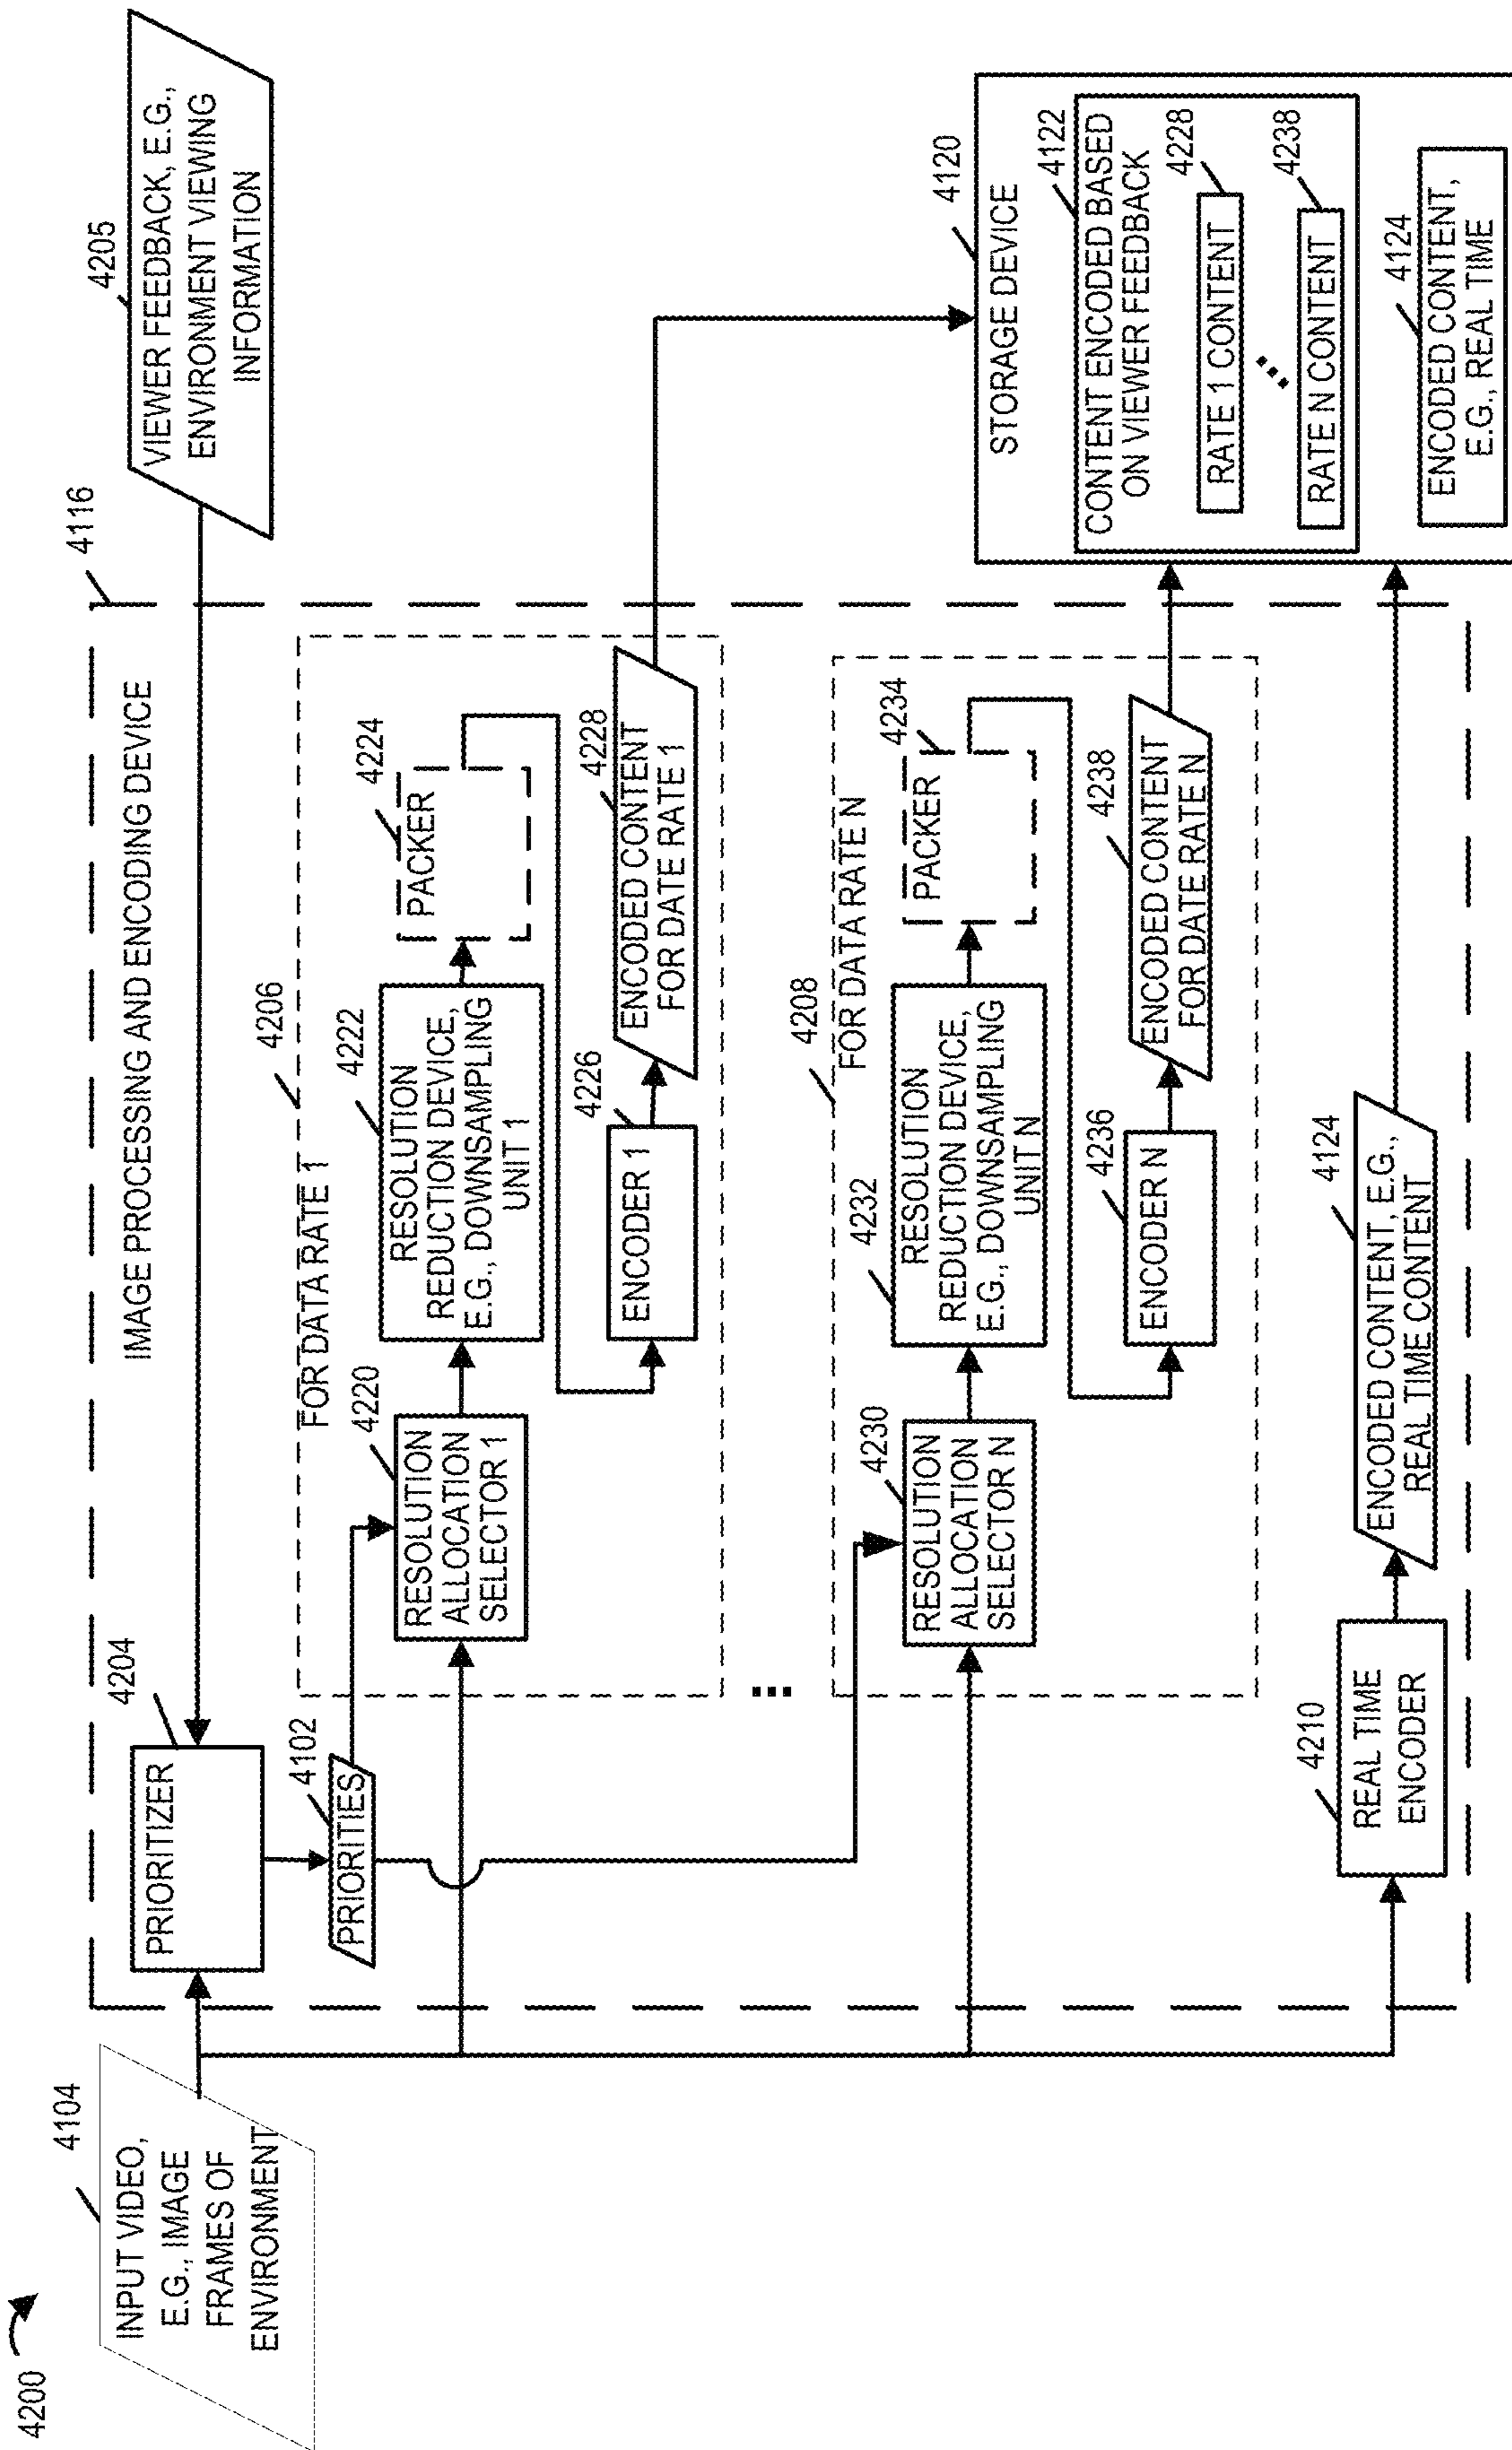 4200
4104
INPUT VIDEO,
E.G., IMAGE
FRAMES OF
ENVIRONMENT
4116
IMAGE PROCESSING AND ENCODING DEVICE
4205
VIEWER FEEDBACK, E.G.,
ENVIRONMENT VIEWING
INFORMATION
4204
PRIORITIZER
4102
PRIORITIES
4206
FOR DATA RATE 1
4220
RESOLUTION
ALLOCATION
SELECTOR 1
4222
RESOLUTION
REDUCTION DEVICE,
E.G., DOWNSAMPLING
UNIT 1
4224
PACKER
4226
ENCODER 1
4228
ENCODED CONTENT
FOR DATE RATE 1
...
4208
FOR DATA RATE N
4230
RESOLUTION
ALLOCATION
SELECTOR N
4232
RESOLUTION
REDUCTION DEVICE,
E.G., DOWNSAMPLING
UNIT N
4234
PACKER
4236
ENCODER N
4238
ENCODED CONTENT
FOR DATE RATE N
4210
REAL TIME
ENCODER
4124
ENCODED CONTENT, E.G.,
REAL TIME CONTENT
4120
STORAGE DEVICE
4122
CONTENT ENCODED BASED
ON VIEWER FEEDBACK
4228
RATE 1 CONTENT
...
4238
RATE N CONTENT
4124
ENCODED CONTENT,
E.G., REAL TIME